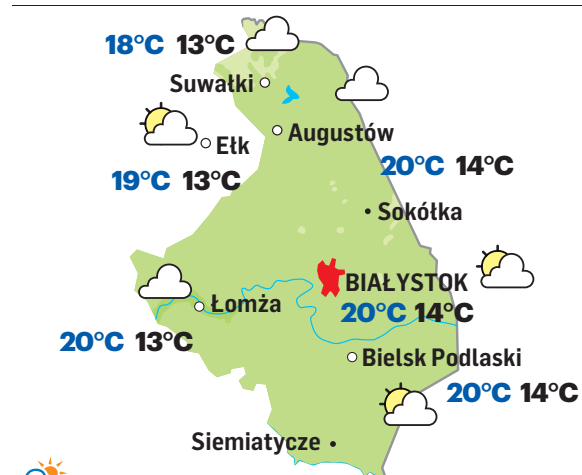 18°C 13°C
Suwałki
Augustów
Ełk
20°C 14°C
19°C 13°C
Sokółka
BIAŁYSTOK
Łomża
20°C 14°C
20°C 13°C
Bielsk Podlaski
20°C 14°C
Siemiatycze